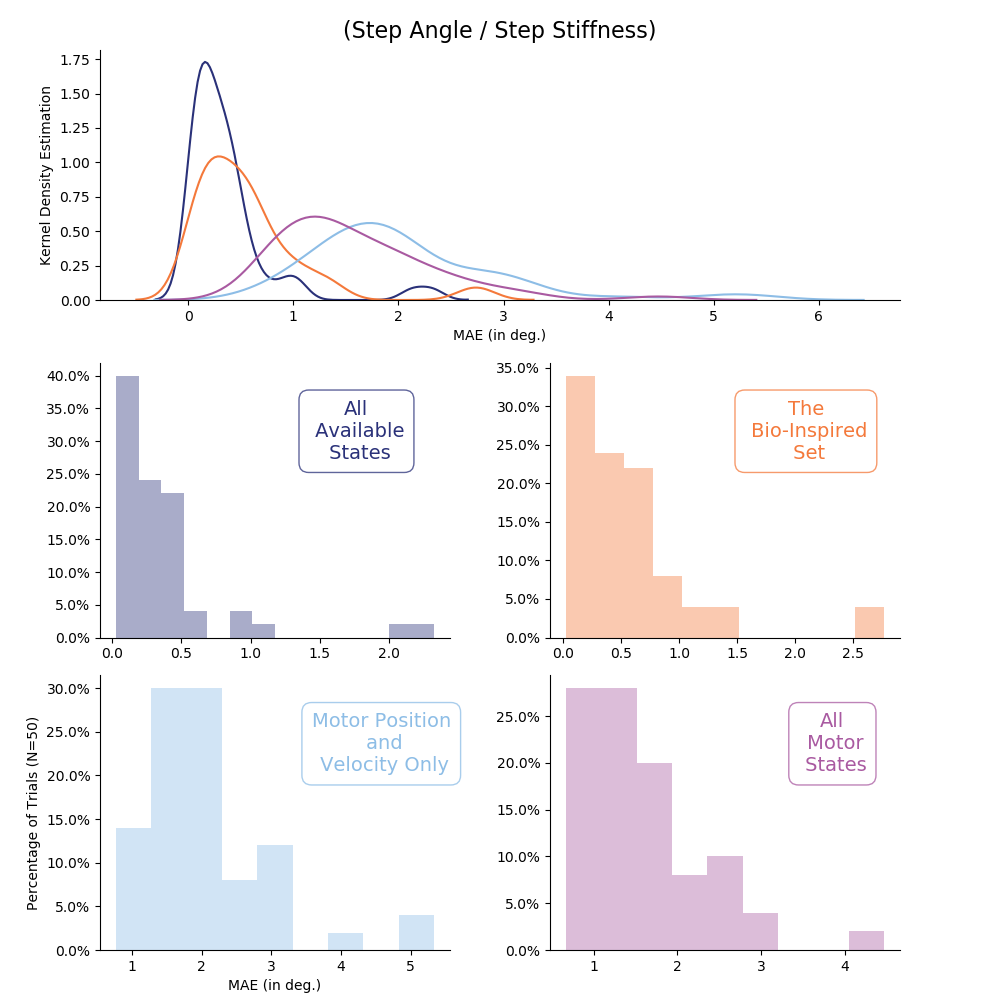 (Step Angle / Step Stiffness)
1.75
1.50
1.25
1.00
0.75
0.50
0.25
0.00
Kernel Density Estimation
0 1 2 3 4 5 6
MAE (in deg.)
40.0%
35.0%
30.0%
25.0%
20.0%
15.0%
10.0%
5.0%
0.0%
All
Available
States
0.0 0.5 1.0 1.5 2.0
35.0%
30.0%
25.0%
20.0%
15.0%
10.0%
5.0%
0.0%
The
Bio-Inspired
Set
0.0 0.5 1.0 1.5 2.0 2.5
30.0%
25.0%
20.0%
15.0%
10.0%
5.0%
0.0%
Percentage of Trials (N=50)
Motor Position
and
Velocity Only
1 2 3 4 5
MAE (in deg.)
25.0%
20.0%
15.0%
10.0%
5.0%
0.0%
All
Motor
States
1 2 3 4